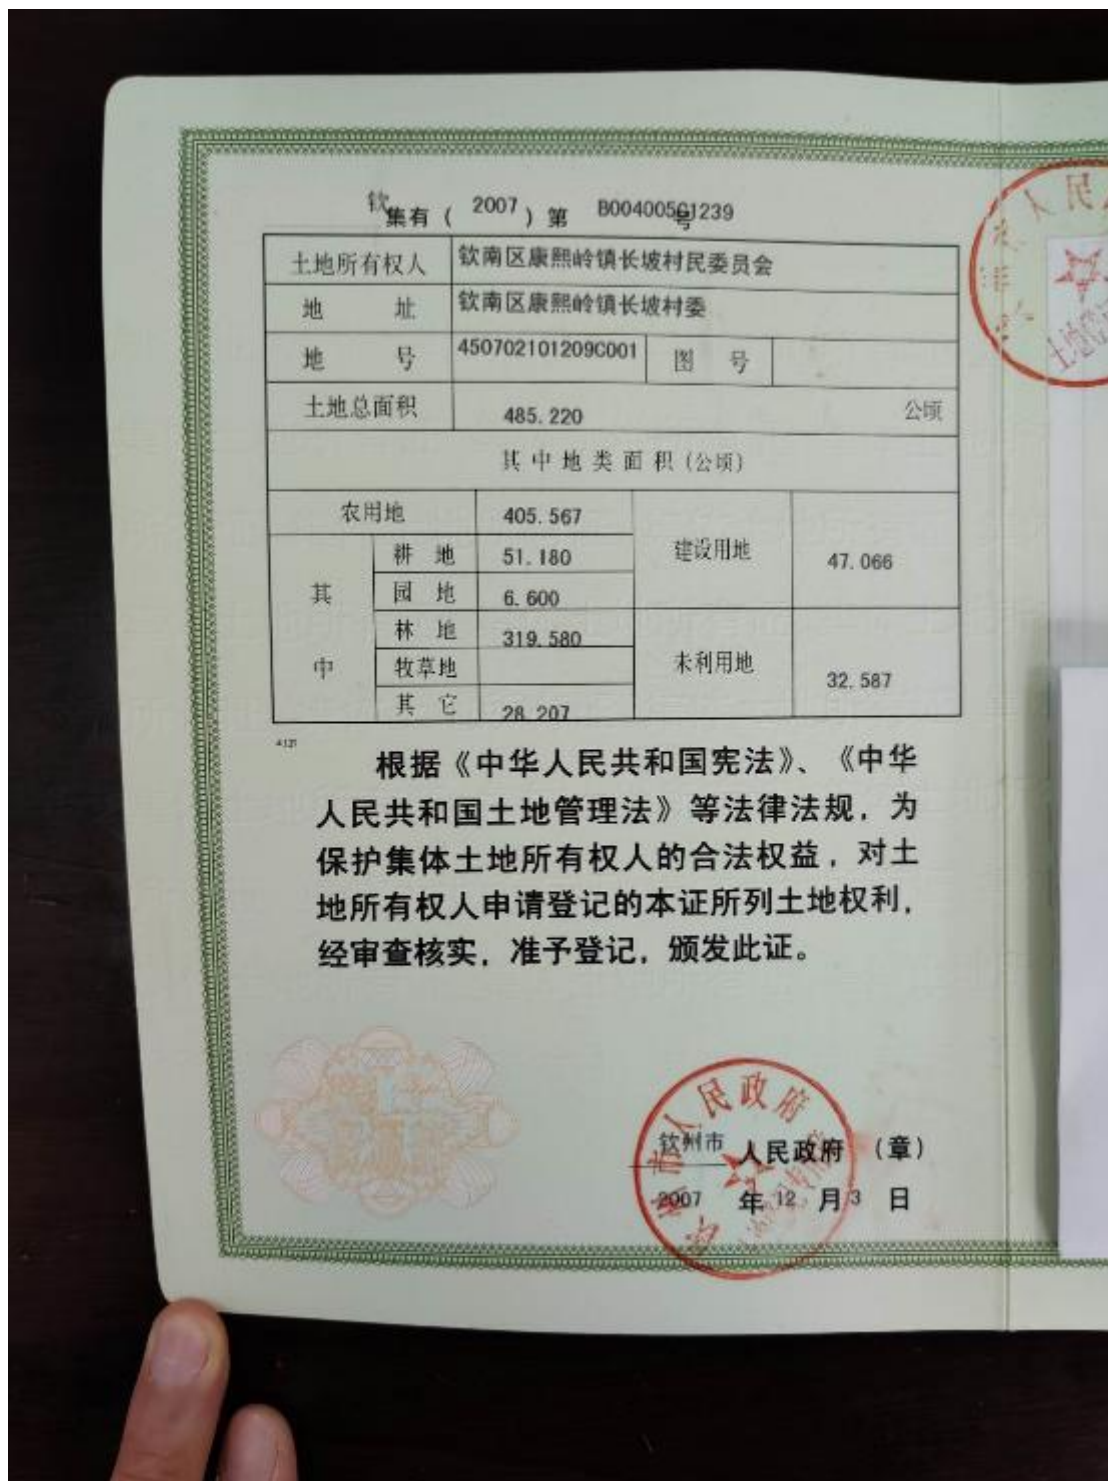 钦集有（2007）第 B004005G1239号
土地所有权人 钦南区康熙岭镇长坡村民委员会
地 址 钦南区康熙岭镇长坡村委
地 号 450702101209C001 图 号
土地总面积 485.220 公顷
其中地类面积(公顷)
农用地 405.567 建设用地 47.066
其中 耕地 51.180
园地 6.600
林地 319.580 未利用地 32.587
牧草地
其它 28.207
根据《中华人民共和国宪法》、《中华
人民共和国土地管理法》等法律法规，为
保护集体土地所有权人的合法权益，对土
地所有权人申请登记的本证所列土地权利，
经审查核实，准予登记，颁发此证。
钦州市 人民政府 （章）
2007 年 12 月 3 日
钦州市人民政府